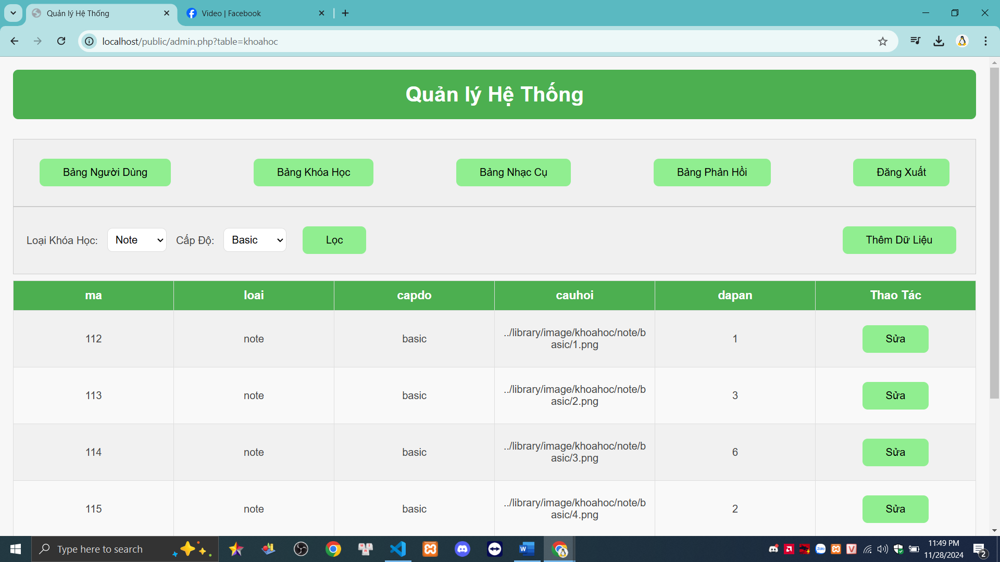 Quản lý Hệ Thống
Video | Facebook
localhost/public/admin.php?table=khoahoc
Quản lý Hệ Thống
Bảng Người Dùng
Bảng Khóa Học
Bảng Nhạc Cụ
Bảng Phản Hồi
Đăng Xuất
Loại Khóa Học:
Note
Cấp Độ:
Basic
Lọc
Thêm Dữ Liệu
ma loai capdo cauhoi dapan Thao Tác
112 note basic ../library/image/khoahoc/note/b
asic/1.png 1 Sửa
113 note basic ../library/image/khoahoc/note/b
asic/2.png 3 Sửa
114 note basic ../library/image/khoahoc/note/b
asic/3.png 6 Sửa
115 note basic ../library/image/khoahoc/note/b
asic/4.png 2 Sửa
Type here to search
Zalo
11:49 PM
11/28/2024
2